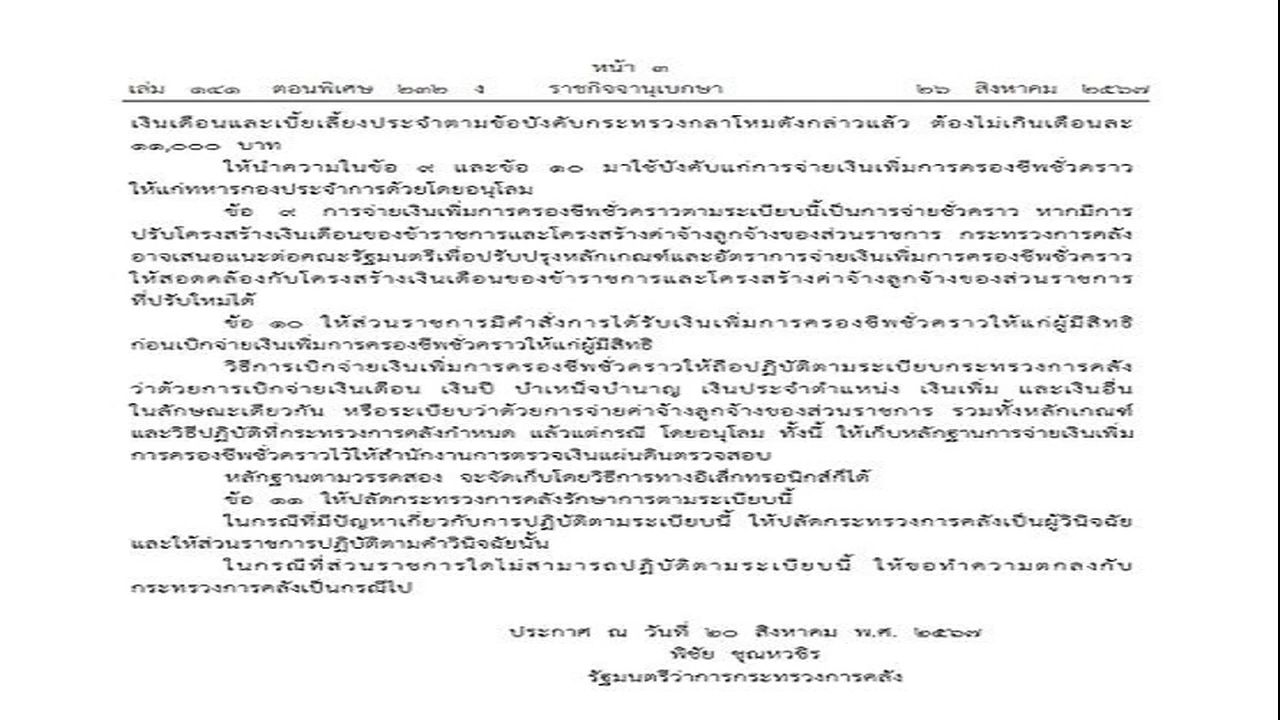 หน้า ๓
เล่ม ๑๔๑ ตอนพิเศษ ๒๓๒ ง ราชกิจจานุเบกษา ๒๖ สิงหาคม ๒๕๖๗
เงินเดือนและเบี้ยเลี้ยงประจำตามข้อบังคับกระทรวงกลาโหมดังกล่าวแล้ว ต้องไม่เกินเดือนละ
๑๑,๐๐๐ บาท
ให้นำความในข้อ ๙ และข้อ ๑๐ มาใช้บังคับแก่การจ่ายเงินเพิ่มการครองชีพชั่วคราว
ให้แก่ทหารกองประจำการด้วยโดยอนุโลม
ข้อ ๙ การจ่ายเงินเพิ่มการครองชีพชั่วคราวตามระเบียบนี้เป็นการจ่ายชั่วคราว หากมีการ
ปรับโครงสร้างเงินเดือนของข้าราชการและโครงสร้างค่าจ้างลูกจ้างของส่วนราชการ กระทรวงการคลัง
อาจเสนอแนะต่อคณะรัฐมนตรีเพื่อปรับปรุงหลักเกณฑ์และอัตราการจ่ายเงินเพิ่มการครองชีพชั่วคราว
ให้สอดคล้องกับโครงสร้างเงินเดือนของข้าราชการและโครงสร้างค่าจ้างลูกจ้างของส่วนราชการ
ที่ปรับใหม่ได้
ข้อ ๑๐ ให้ส่วนราชการมีคำสั่งการได้รับเงินเพิ่มการครองชีพชั่วคราวให้แก่ผู้มีสิทธิ
ก่อนเบิกจ่ายเงินเพิ่มการครองชีพชั่วคราวให้แก่ผู้มีสิทธิ
วิธีการเบิกจ่ายเงินเพิ่มการครองชีพชั่วคราวให้ถือปฏิบัติตามระเบียบกระทรวงการคลัง
ว่าด้วยการเบิกจ่ายเงินเดือน เงินปี บำเหน็จบำนาญ เงินประจำตำแหน่ง เงินเพิ่ม และเงินอื่น
ในลักษณะเดียวกัน หรือระเบียบว่าด้วยการจ่ายค่าจ้างลูกจ้างของส่วนราชการ รวมทั้งหลักเกณฑ์
และวิธีปฏิบัติที่กระทรวงการคลังกำหนด แล้วแต่กรณี โดยอนุโลม ทั้งนี้ ให้เก็บหลักฐานการจ่ายเงินเพิ่ม
การครองชีพชั่วคราวไว้ให้สำนักงานการตรวจเงินแผ่นดินตรวจสอบ
หลักฐานตามวรรคสอง จะจัดเก็บโดยวิธีการทางอิเล็กทรอนิกส์ก็ได้
ข้อ ๑๑ ให้ปลัดกระทรวงการคลังรักษาการตามระเบียบนี้
ในกรณีที่มีปัญหาเกี่ยวกับการปฏิบัติตามระเบียบนี้ ให้ปลัดกระทรวงการคลังเป็นผู้วินิจฉัย
และให้ส่วนราชการปฏิบัติตามคำวินิจฉัยนั้น
ในกรณีที่ส่วนราชการใดไม่สามารถปฏิบัติตามระเบียบนี้ ให้ขอทำความตกลงกับ
กระทรวงการคลังเป็นกรณีไป
ประกาศ ณ วันที่ ๒๐ สิงหาคม พ.ศ. ๒๕๖๗
พิชัย ชุณหวชิร
รัฐมนตรีว่าการกระทรวงการคลัง